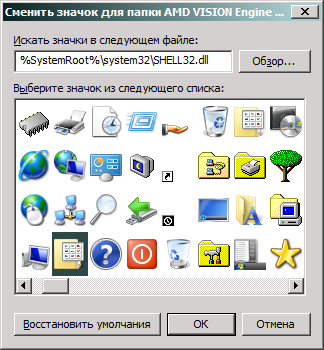 Сменить значок для папки AMD VISION Engine ...
Искать значки в следующем файле:
%SystemRoot%\system32\SHELL32.dll
Обзор...
Выберите значок из следующего списка:
Восстановить умолчания
OK
Отмена